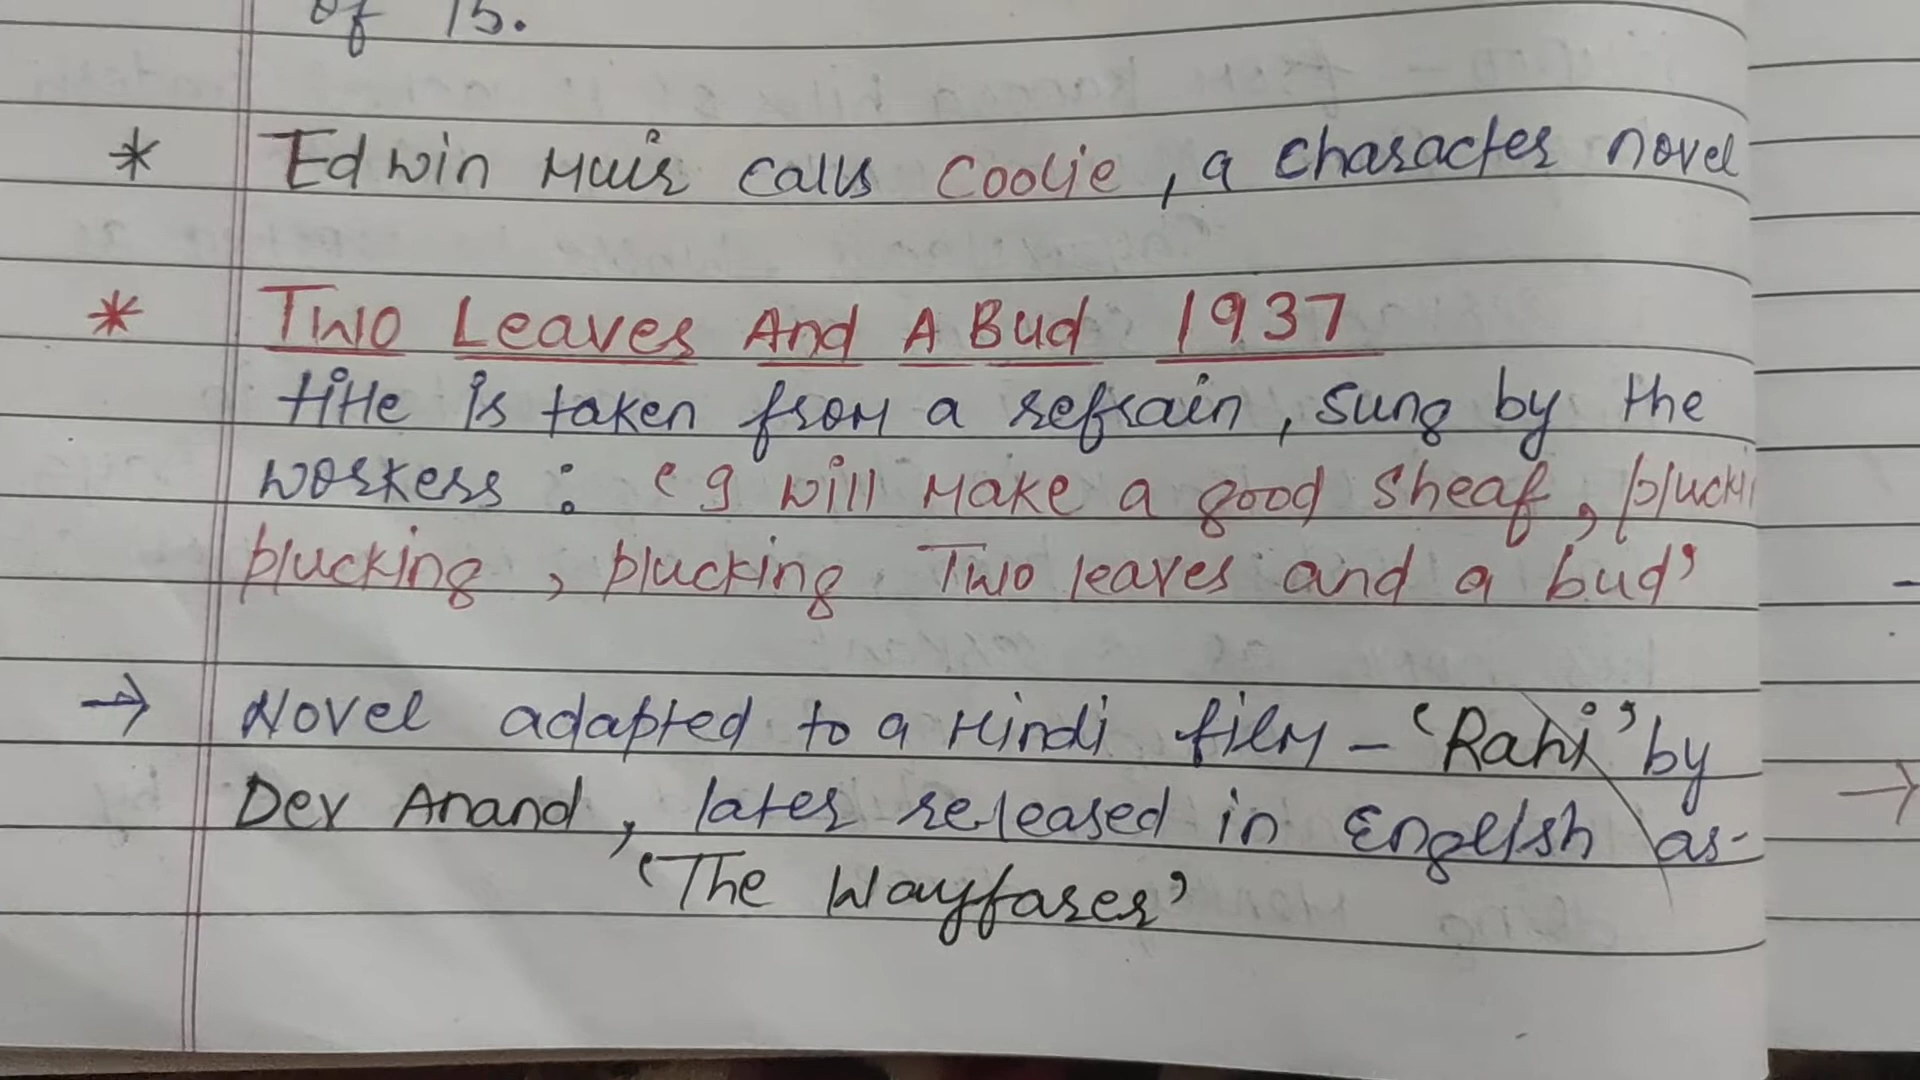 of 15.
* Edwin Muir calls Coolie, a character novel
* Two Leaves And A Bud 1937
title is taken from a refrain, sung by the
workers : eg will make a good sheaf, plucki
plucking, plucking Two leaves and a bud'
→ Novel adapted to a Hindi film - 'Rahi' by
Dev Anand, later released in English as-
'The Wayfarer'